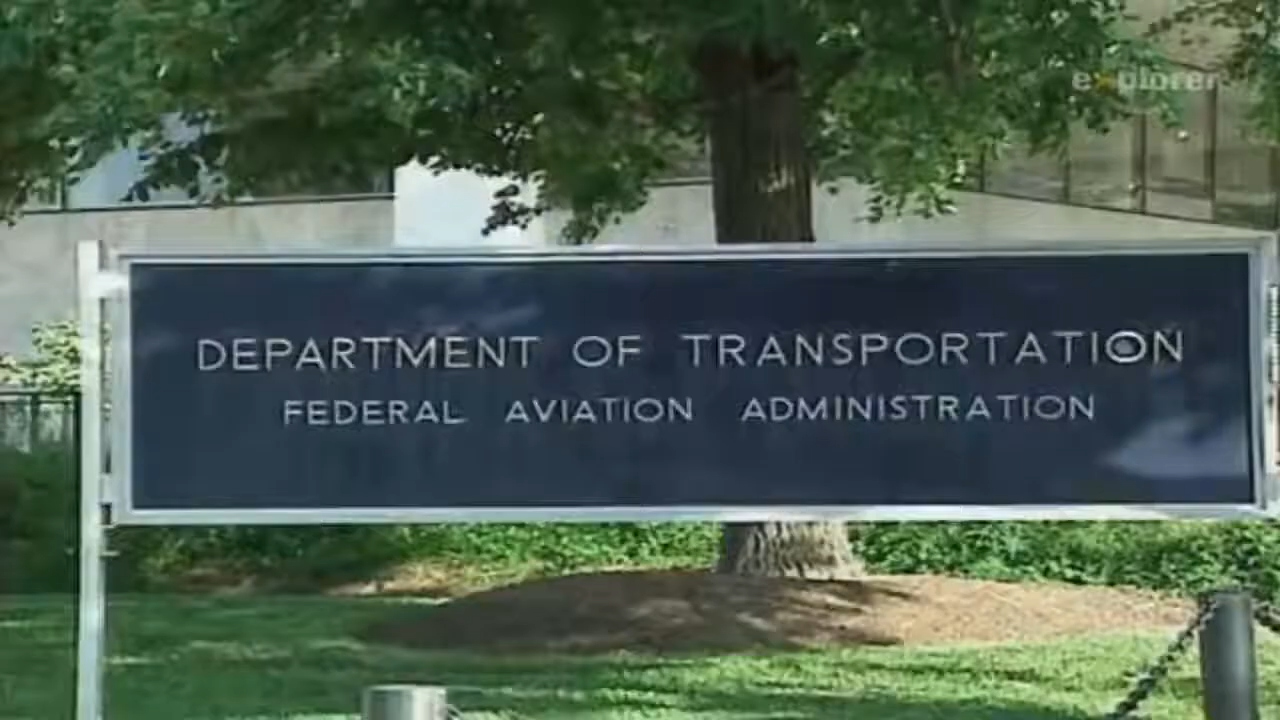 explorer
DEPARTMENT OF TRANSPORTATION
FEDERAL AVIATION ADMINISTRATION